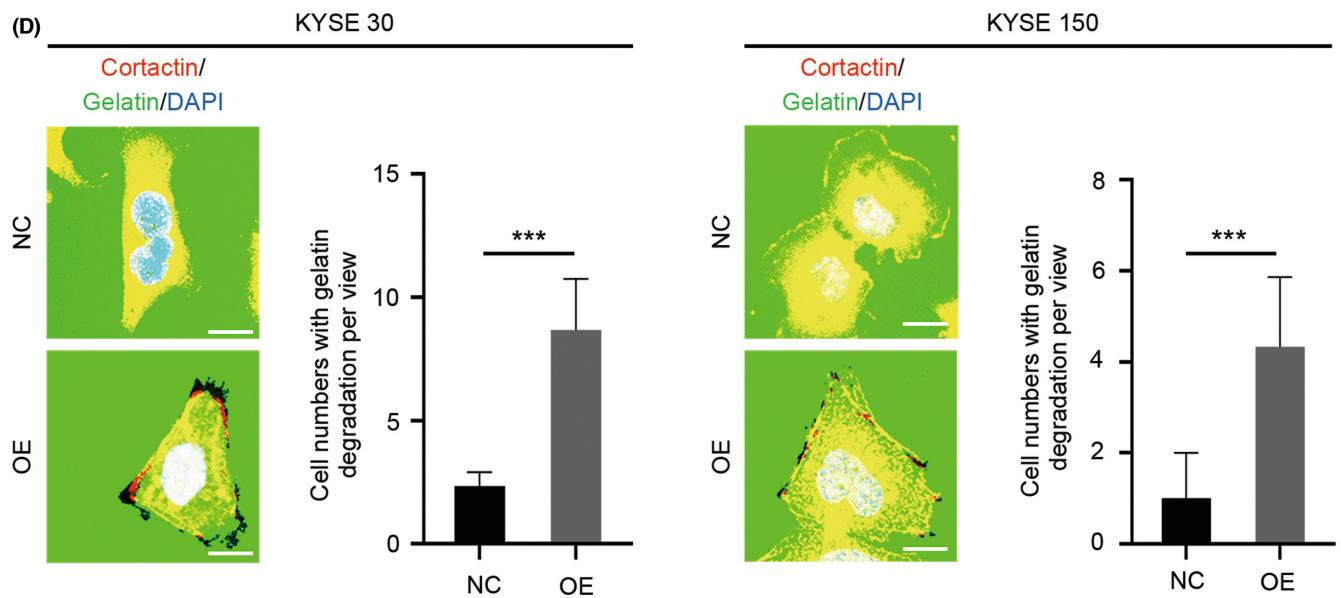 (D)
KYSE 30
Cortactin/
Gelatin/DAPI
NC
OE
Cell numbers with gelatin
degradation per view
15
10
5
0
***
NC
OE
KYSE 150
Cortactin/
Gelatin/DAPI
NC
OE
Cell numbers with gelatin
degradation per view
8
6
4
2
0
***
NC
OE